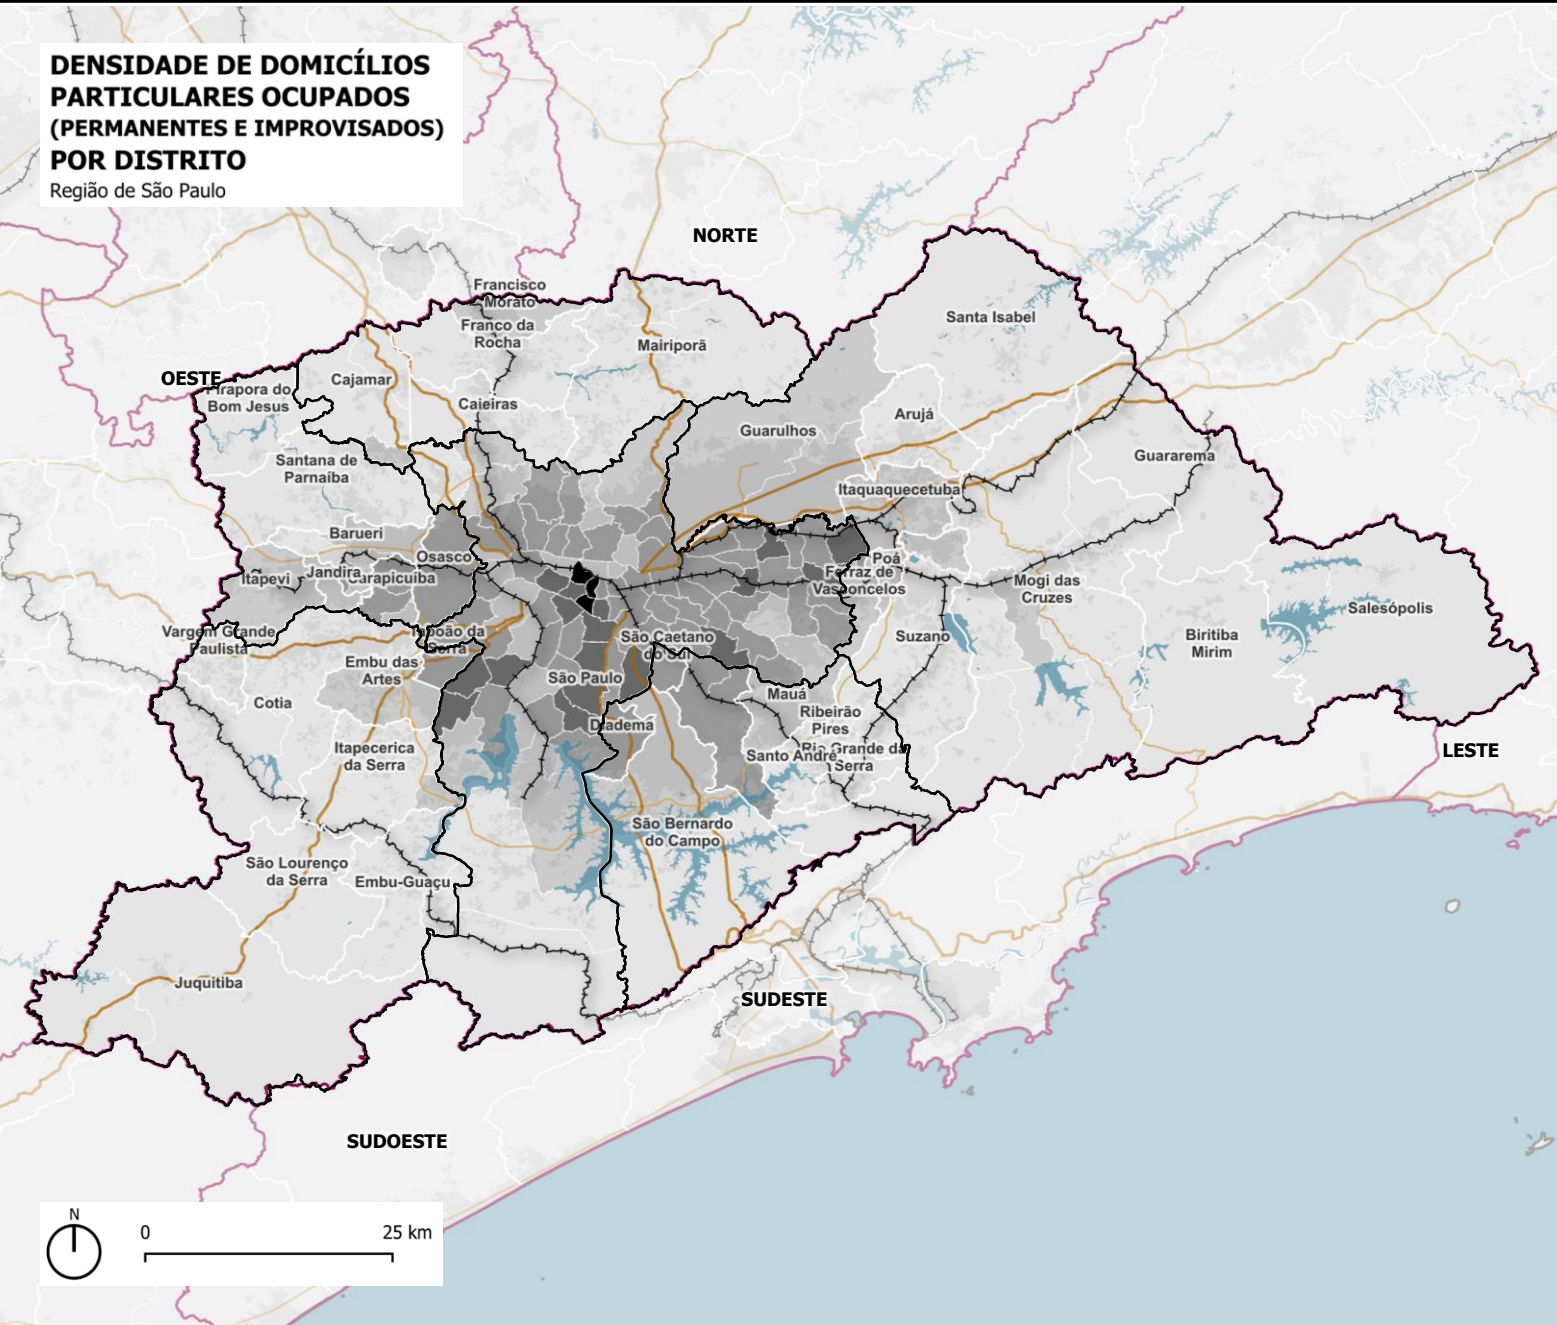 DENSIDADE DE DOMICÍLIOS
PARTICULARES OCUPADOS
(PERMANENTES E IMPROVISADOS)
POR DISTRITO
Região de São Paulo
NORTE
Francisco
Morato
Franco da
Rocha
Mairiporã
Santa Isabel
OESTE
Pirapora do
Bom Jesus
Cajamar
Caieiras
Guarulhos
Arujá
Santana de
Parnaíba
Guararema
Itaquaquecetuba
Barueri
Osasco
Itapevi
Jandira
Carapicuíba
Poá
Ferraz de
Vasconcelos
Mogi das
Cruzes
Salesópolis
Vargem Grande
Paulista
Taboão da
Serra
São Caetano
do Sul
Suzano
Biritiba
Mirim
Embu das
Artes
São Paulo
Cotia
Mauá
Ribeirão
Pires
Diadema
Itapecerica
da Serra
Santo André
Rio Grande da
Serra
LESTE
São Bernardo
do Campo
São Lourenço
da Serra
Embu-Guaçu
Juquitiba
SUDESTE
SUDOESTE
N
0 25 km